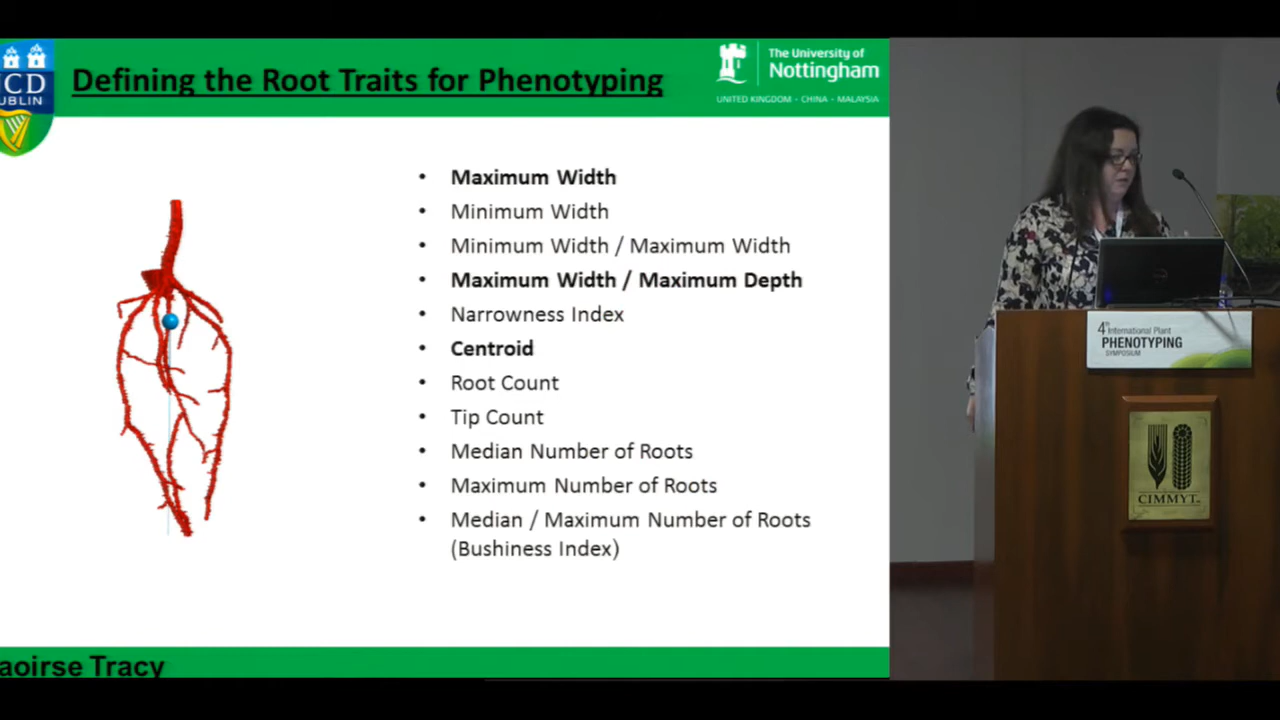 Defining the Root Traits for Phenotyping
The University of
Nottingham
UNITED KINGDOM - CHINA - MALAYSIA
• Maximum Width
• Minimum Width
• Minimum Width / Maximum Width
• Maximum Width / Maximum Depth
• Narrowness Index
• Centroid
• Root Count
• Tip Count
• Median Number of Roots
• Maximum Number of Roots
• Median / Maximum Number of Roots
(Bushiness Index)
aoirse Tracy
4th International Plant
PHENOTYPING
SYMPOSIUM
CIMMYT